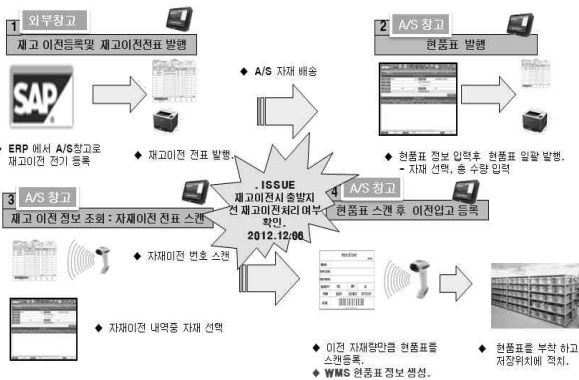 1 외부창고
재고 이전등록및 재고이전전표 발행
SAP
ERP 에서 A/S창고로
재고이전 전기 등록
◆ 재고이전 전표 발행.
◆ A/S 자재 배송
2 A/S 창고
현품표 발행
◆ 현품표 정보 입력후 현품표 일괄 발행.
- 자재 선택, 총 수량 입력
. ISSUE
재고이전시 출발지
선 재고이전처리 여부
확인.
2012.12.06
3 A/S 창고
재고 이전 정보 조회 : 자재이전 전표 스캔
◆ 자재이전 번호 스캔
◆ 자재이전 내역중 자재 선택
4 A/S 창고
현품표 스캔 후 이전입고 등록
◆ 이전 자재량만큼 현품표를
스캔등록.
◆ WMS 현품표 정보 생성.
◆ 현품표를 부착 하고
저장위치에 적치.